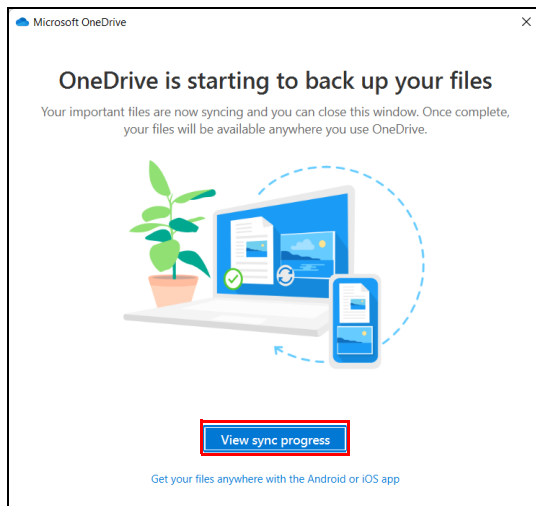 Microsoft OneDrive
OneDrive is starting to back up your files
Your important files are now syncing and you can close this window. Once complete,
your files will be available anywhere you use OneDrive.
View sync progress
Get your files anywhere with the Android or iOS app